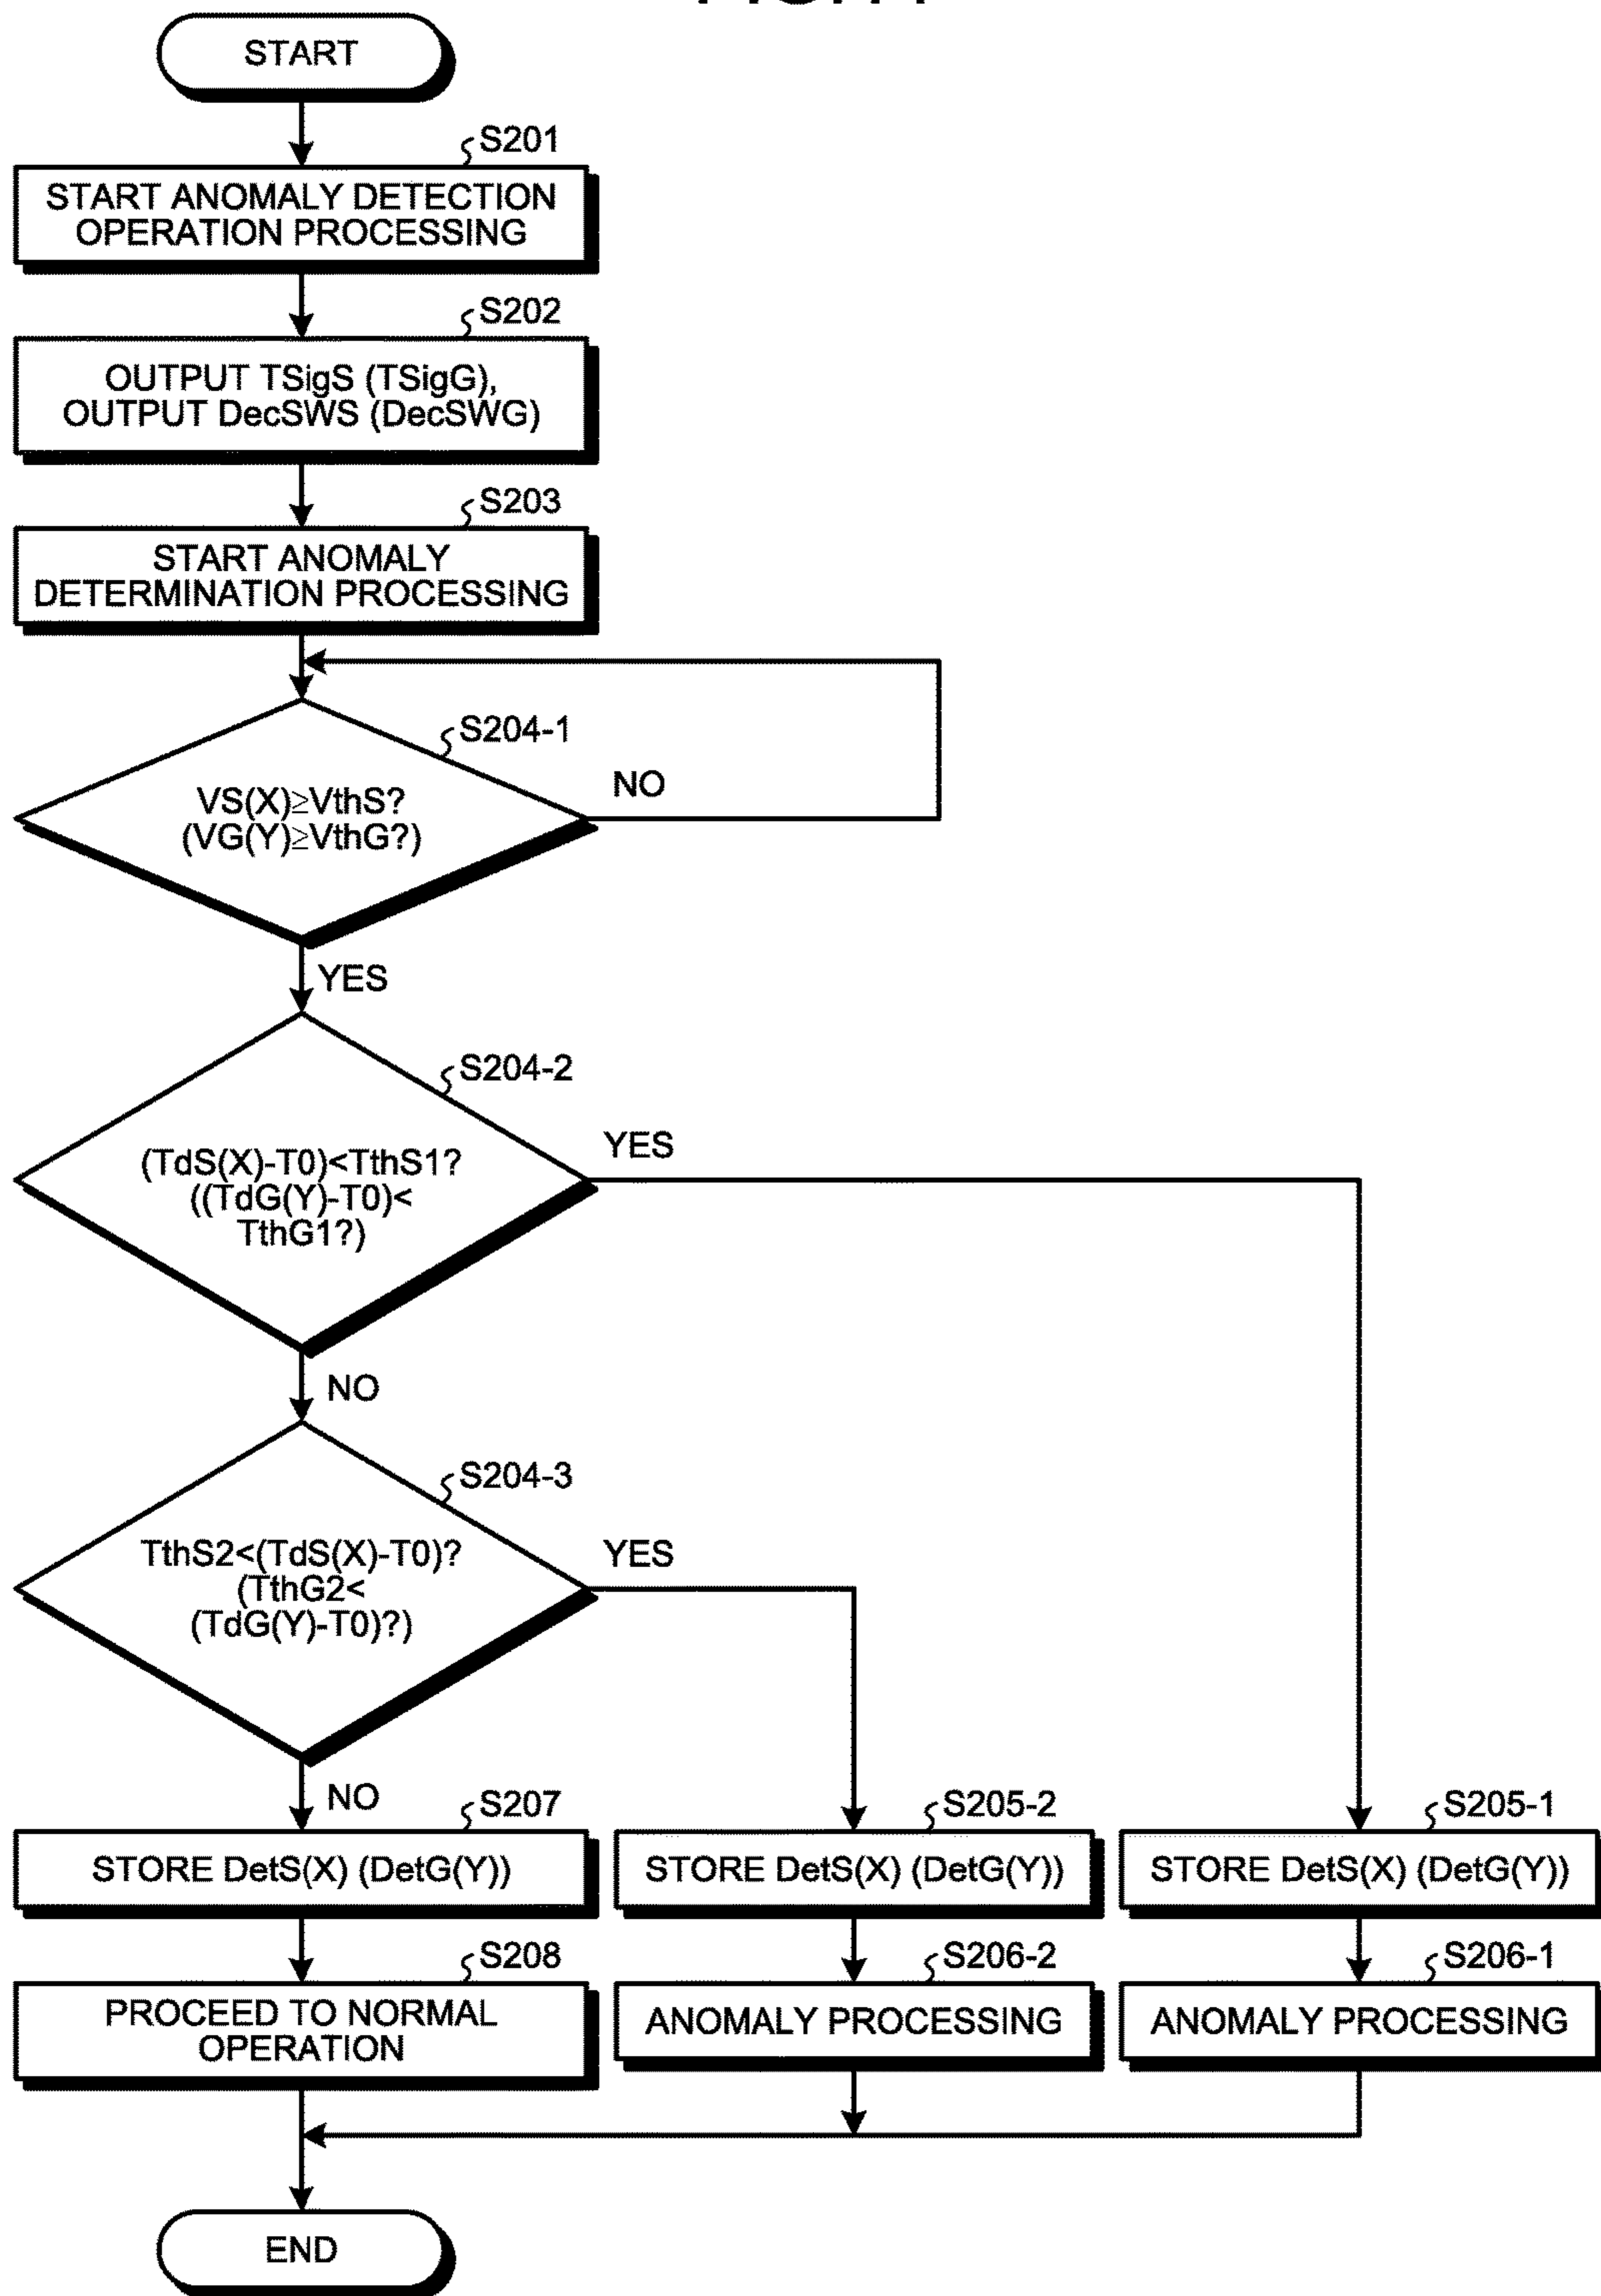 START
S201
START ANOMALY DETECTION
OPERATION PROCESSING
S202
OUTPUT TSigS (TSigG),
OUTPUT DecSWS (DecSWG)
S203
START ANOMALY
DETERMINATION PROCESSING
S204-1
VS(X)≥VthS?
(VG(Y)≥VthG?)
NO
YES
S204-2
(TdS(X)-T0)<TthS1?
((TdG(Y)-T0)<
TthG1?)
YES
NO
S204-3
TthS2<(TdS(X)-T0)?
(TthG2<
(TdG(Y)-T0)?)
YES
NO
S207
STORE DetS(X) (DetG(Y))
S205-2
STORE DetS(X) (DetG(Y))
S205-1
STORE DetS(X) (DetG(Y))
S208
PROCEED TO NORMAL
OPERATION
S206-2
ANOMALY PROCESSING
S206-1
ANOMALY PROCESSING
END